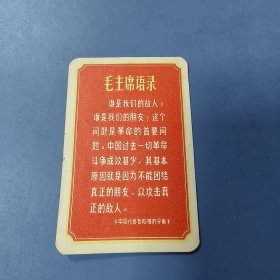 毛主席语录
谁是我们的敌人？
谁是我们的朋友？这个
问题是革命的首要问
题。中国过去一切革命
斗争成效甚少，其基本
原因就是因为不能团结
真正的朋友，以攻击真
正的敌人。
《中国社会各阶级的分析》